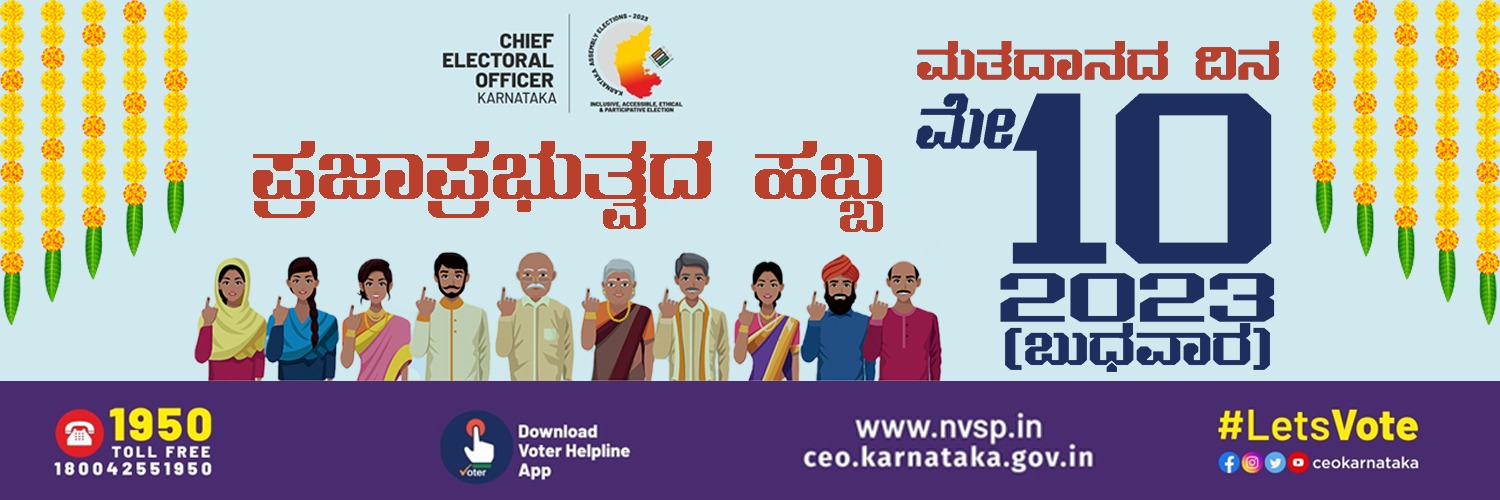 CHIEF
ELECTORAL
OFFICER
KARNATAKA
KARNATAKA ASSEMBLY ELECTIONS - 2023
INCLUSIVE, ACCESSIBLE, ETHICAL
& PARTICIPATIVE ELECTION
ಪ್ರಜಾಪ್ರಭುತ್ವದ ಹಬ್ಬ
ಮತದಾನದ ದಿನ
ಮೇ 10
2023
(ಬುಧವಾರ)
1950
TOLL FREE
180042551950
Voter
Download
Voter Helpline
App
www.nvsp.in
ceo.karnataka.gov.in
#LetsVote
ceokarnataka